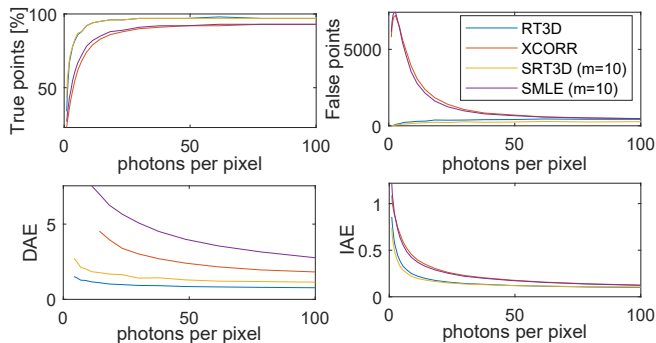 True points [%]
100
50
0
50
100
photons per pixel
False points
5000
0
0
50
100
photons per pixel
RT3D
XCORR
SRT3D (m=10)
SMLE (m=10)
DAE
5
0
0
50
100
photons per pixel
IAE
1
0.5
0
0
50
100
photons per pixel